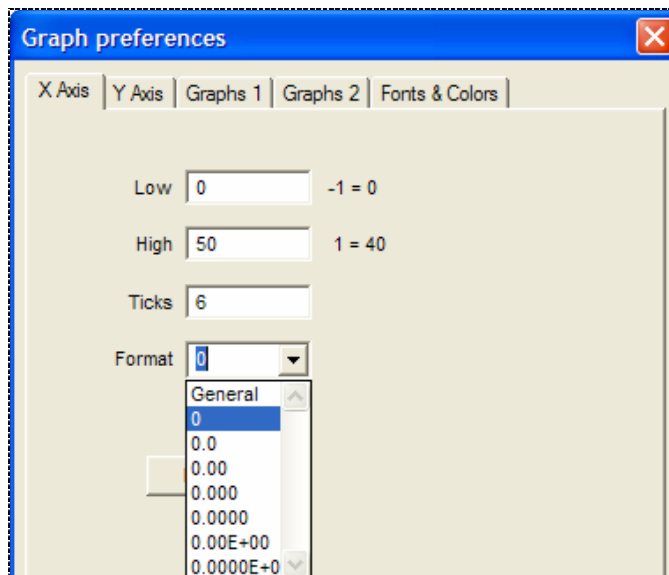 Graph preferences
X Axis Y Axis Graphs 1 Graphs 2 Fonts & Colors
Low 0 -1 = 0
High 50 1 = 40
Ticks 6
Format 0
General
0
0.0
0.00
0.000
0.0000
0.00E+00
0.0000E+0